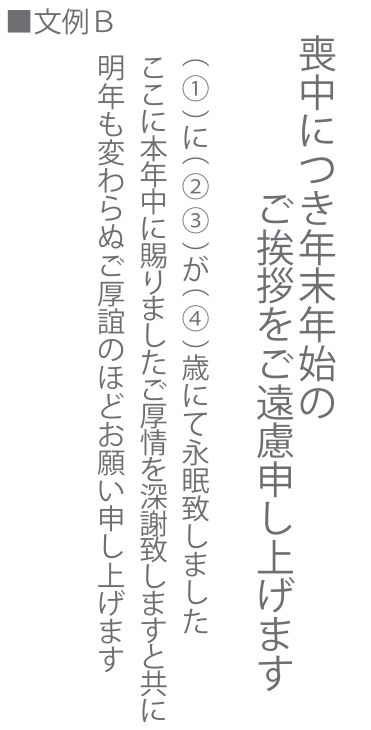 ■文例B
喪中につき年末年始の
ご挨拶をご遠慮申し上げます
（①）に（②③）が（④）歳にて永眠致しました
ここに本年中に賜りましたご厚情を深謝致しますと共に
明年も変わらぬご厚誼のほどお願い申し上げます